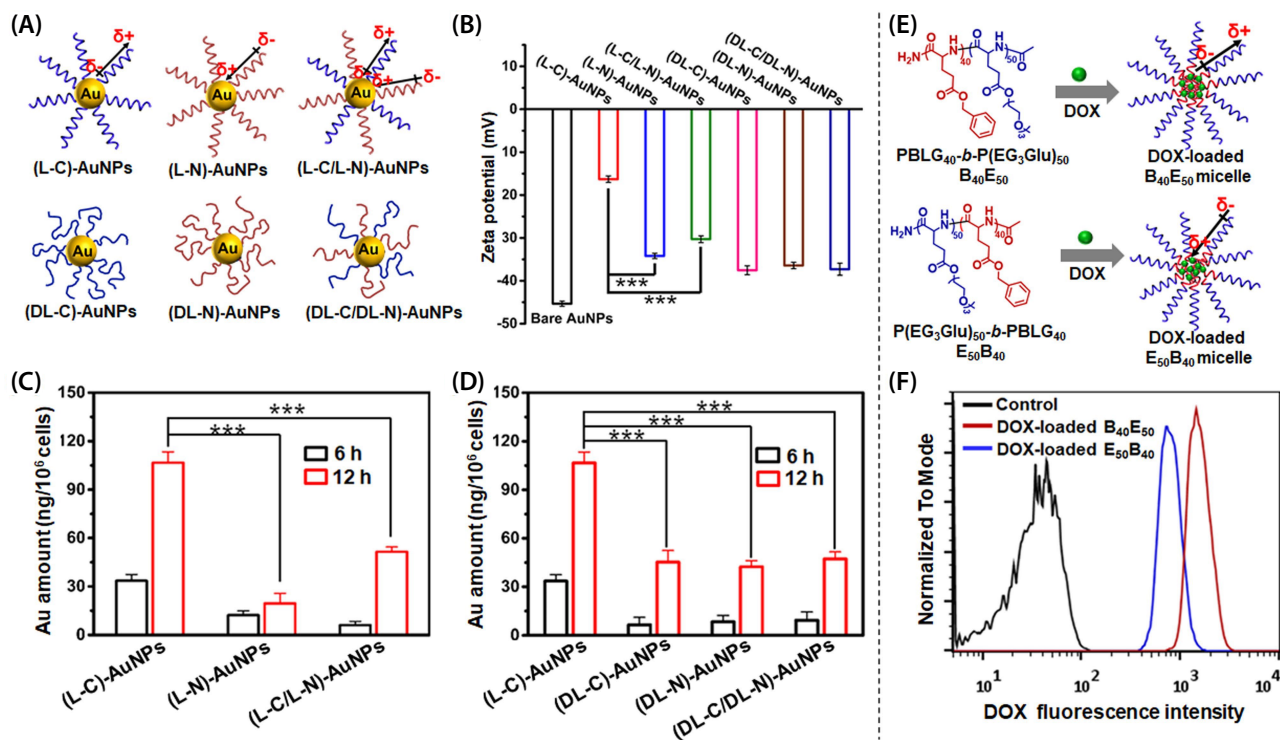 (A)
δ+
δ-
Au
(L-C)-AuNPs
δ-
δ+
Au
(L-N)-AuNPs
δ+
δ-
δ+
δ-
Au
(L-C/L-N)-AuNPs
Au
(DL-C)-AuNPs
Au
(DL-N)-AuNPs
Au
(DL-C/DL-N)-AuNPs
(B)
Zeta potential (mV)
10
0
10
20
30
40
-50
(L-C)-AuNPs
(L-N)-AuNPs
(L-C/L-N)-AuNPs
(DL-C)-AuNPs
(DL-N)-AuNPs
(DL-C/DL-N)-AuNPs
***
***
Bare AuNPs
(C)
Au amount (ng/10⁶ cells)
150
120
90
60
30
0
***
***
6 h
12 h
(L-C)-AuNPs
(L-N)-AuNPs
(L-C/L-N)-AuNPs
(D)
Au amount (ng/10⁶ cells)
150
120
90
60
30
0
***
***
***
6 h
12 h
(L-C)-AuNPs
(DL-C)-AuNPs
(DL-N)-AuNPs
(DL-C/DL-N)-AuNPs
(E)
H₂N
O
H
N
40
O
H
N
50
O
O
O
O
O
O
3
PBLG₄₀-b-P(EG₃Glu)₅₀
B₄₀E₅₀
DOX
δ+
δ-
DOX-loaded
B₄₀E₅₀ micelle
H₂N
O
H
N
50
O
H
N
40
O
O
O
O
O
O
3
P(EG₃Glu)₅₀-b-PBLG₄₀
E₅₀B₄₀
DOX
δ-
δ+
DOX-loaded
E₅₀B₄₀ micelle
(F)
Normalized To Mode
Control
DOX-loaded B₄₀E₅₀
DOX-loaded E₅₀B₄₀
10¹
10²
10³
10⁴
DOX fluorescence intensity